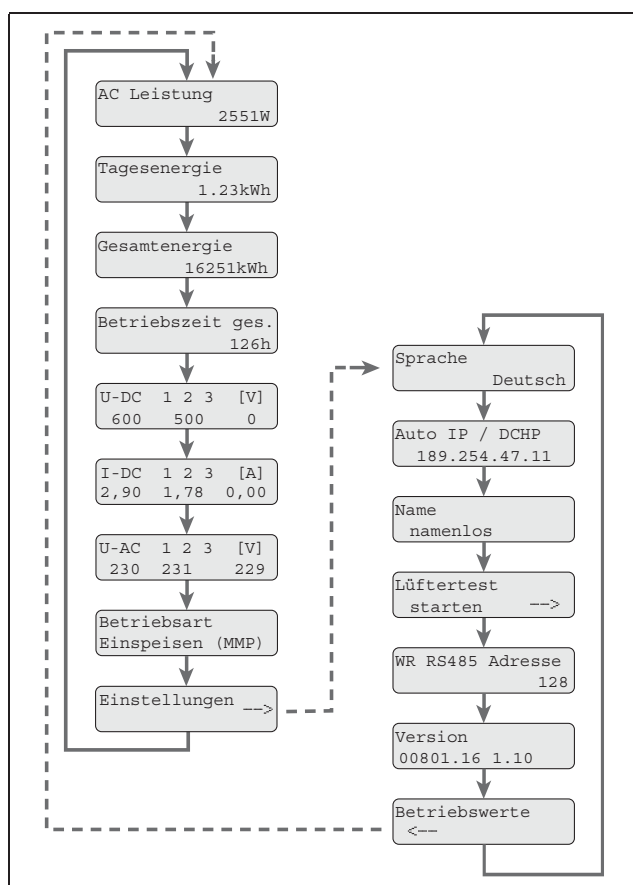 AC Leistung
2551W
Tagesenergie
1.23kWh
Gesamtenergie
16251kWh
Betriebszeit ges.
126h
U-DC 1 2 3 [V]
600 500 0
I-DC 1 2 3 [A]
2,90 1,78 0,00
U-AC 1 2 3 [V]
230 231 229
Betriebsart
Einspeisen (MMP)
Einstellungen -->
Sprache
Deutsch
Auto IP / DCHP
189.254.47.11
Name
namenlos
Lüftertest
starten -->
WR RS485 Adresse
128
Version
00801.16 1.10
Betriebswerte
<--